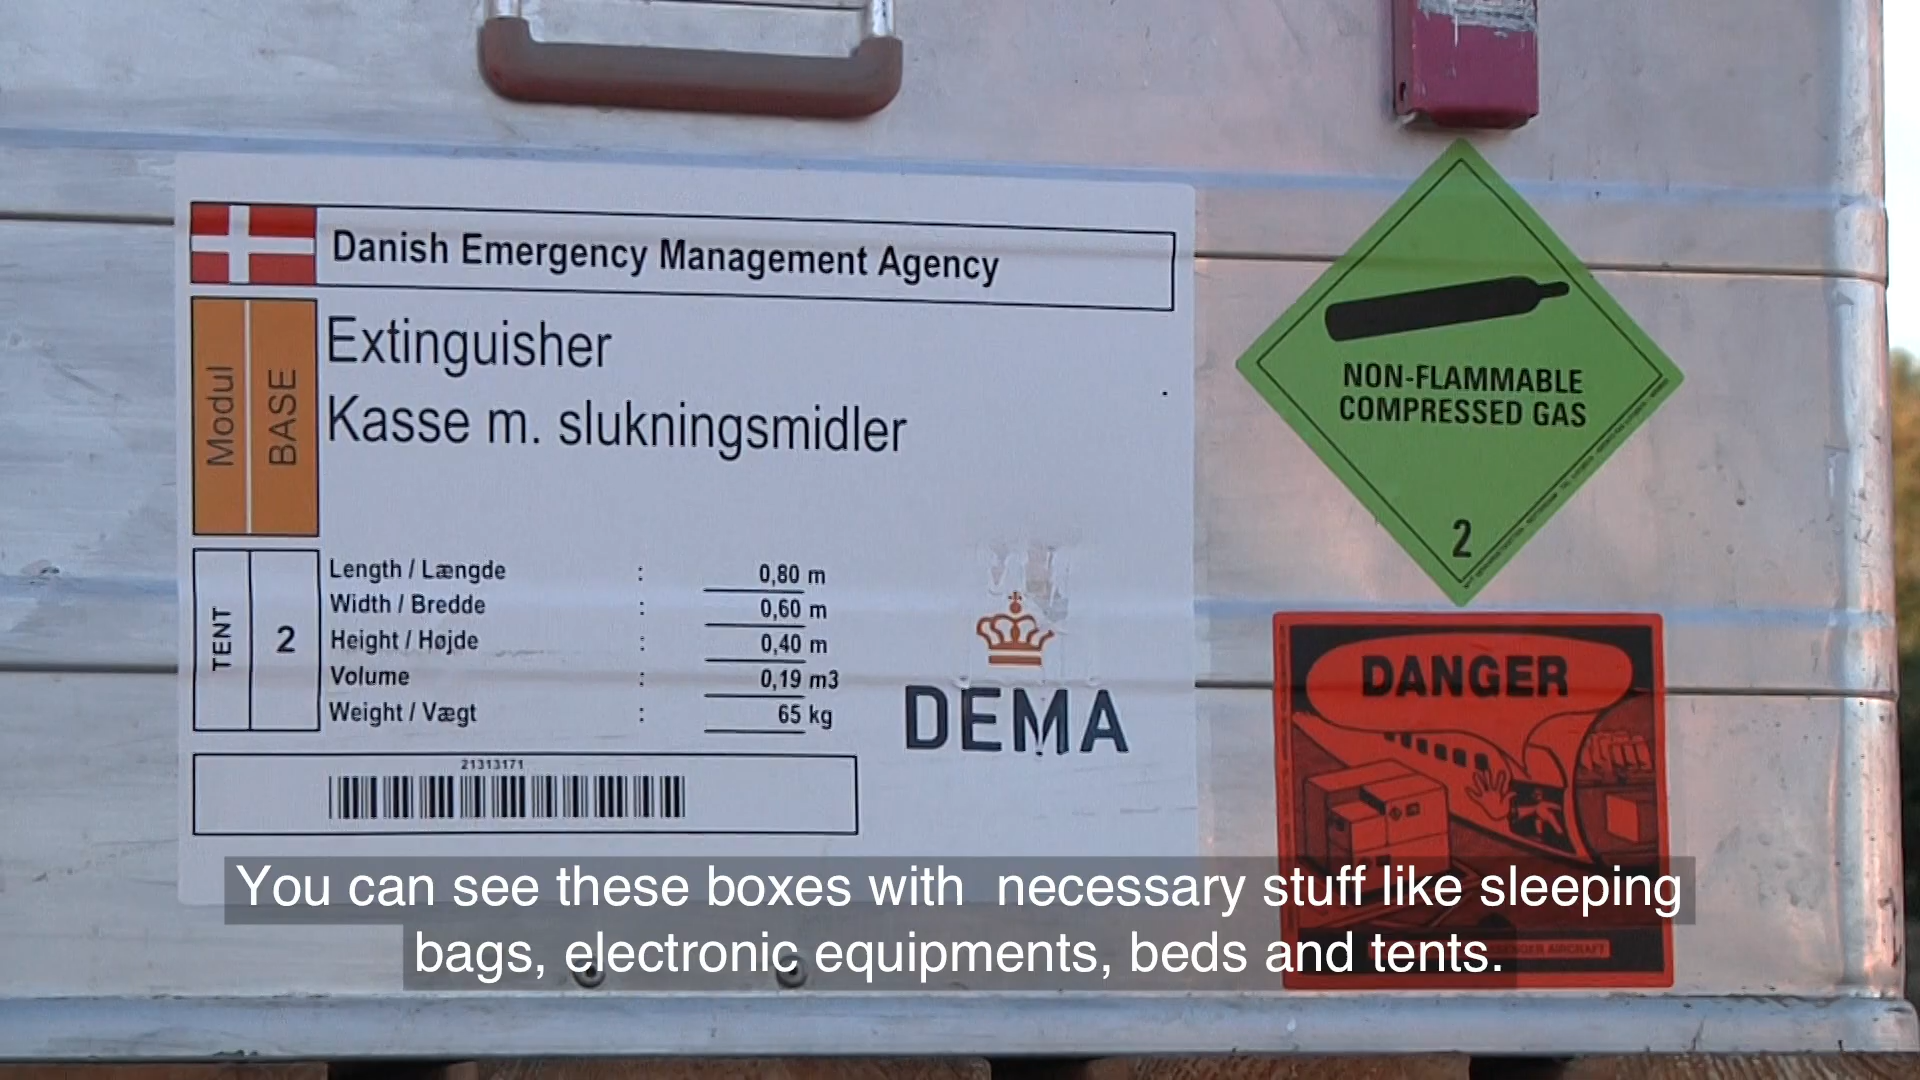 Danish Emergency Management Agency
Modul
BASE
Extinguisher
Kasse m. slukningsmidler
TENT
2
Length / Længde : 0,80 m
Width / Bredde : 0,60 m
Height / Højde : 0,40 m
Volume : 0,19 m3
Weight / Vægt : 65 kg
DEMA
21313171
NON-FLAMMABLE
COMPRESSED GAS
2
DANGER
AIRCRAFT
You can see these boxes with necessary stuff like sleeping
bags, electronic equipments, beds and tents.